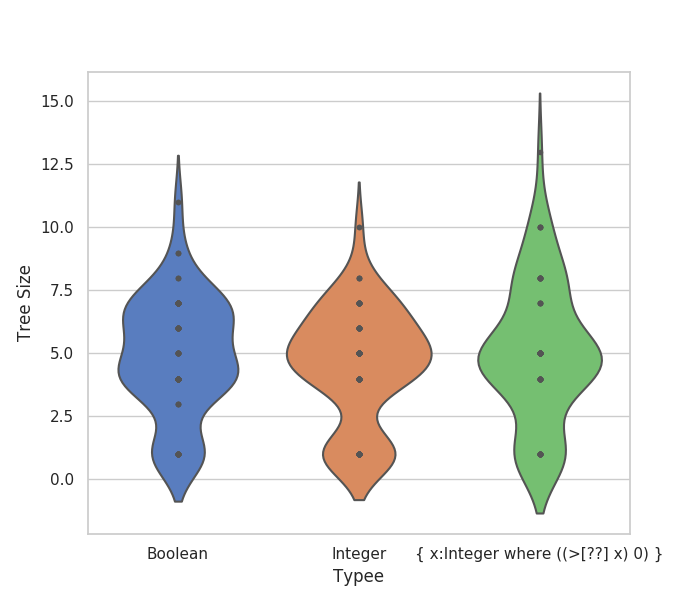 15.0
12.5
10.0
7.5
5.0
2.5
0.0
Tree Size
Boolean
Integer
{ x:Integer where ((>[??] x) 0) }
Typee